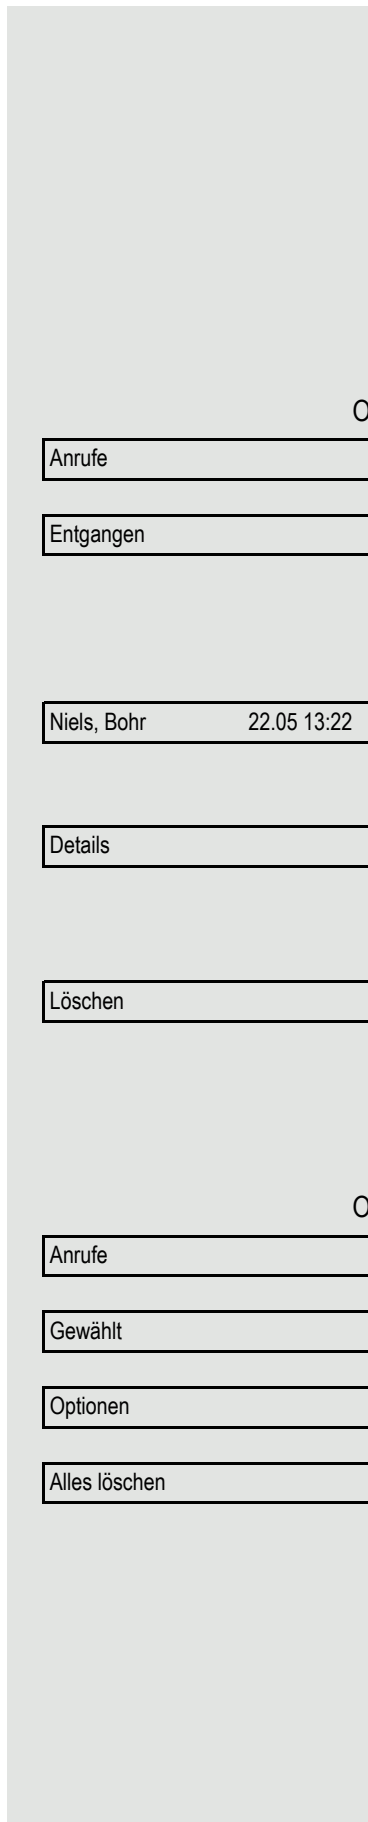 Anrufe
Entgangen
Niels, Bohr 22.05 13:22
Details
Löschen
Anrufe
Gewählt
Optionen
Alles löschen